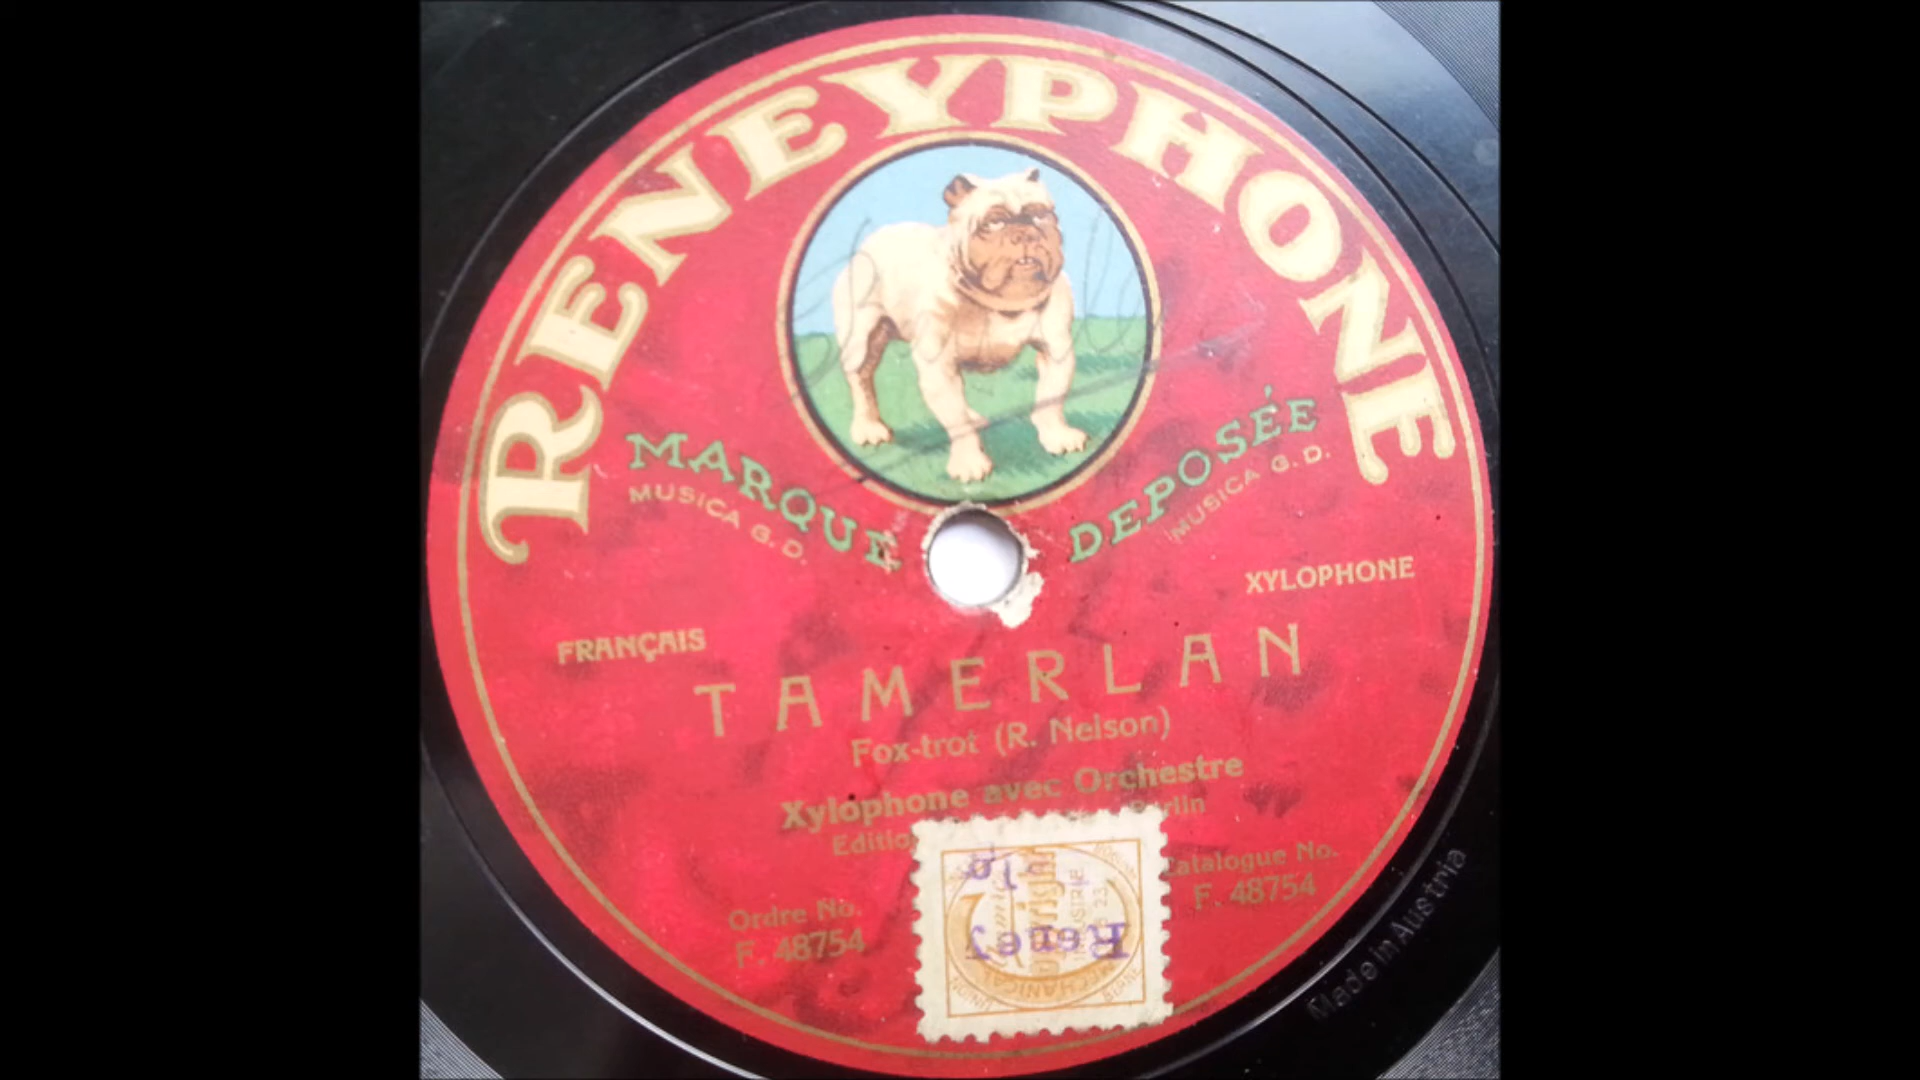 RENEYPHONE
MARQUE DEPOSÉE
MUSICA G.D. MUSICA G.D.
XYLOPHONE
FRANÇAIS
TAMERLAN
Fox-trot (R. Nelson)
Xylophone avec Orchestre
Berlin
Ordre No. Catalogue No.
F. 48754 F. 48754
Reney
Made in Austria